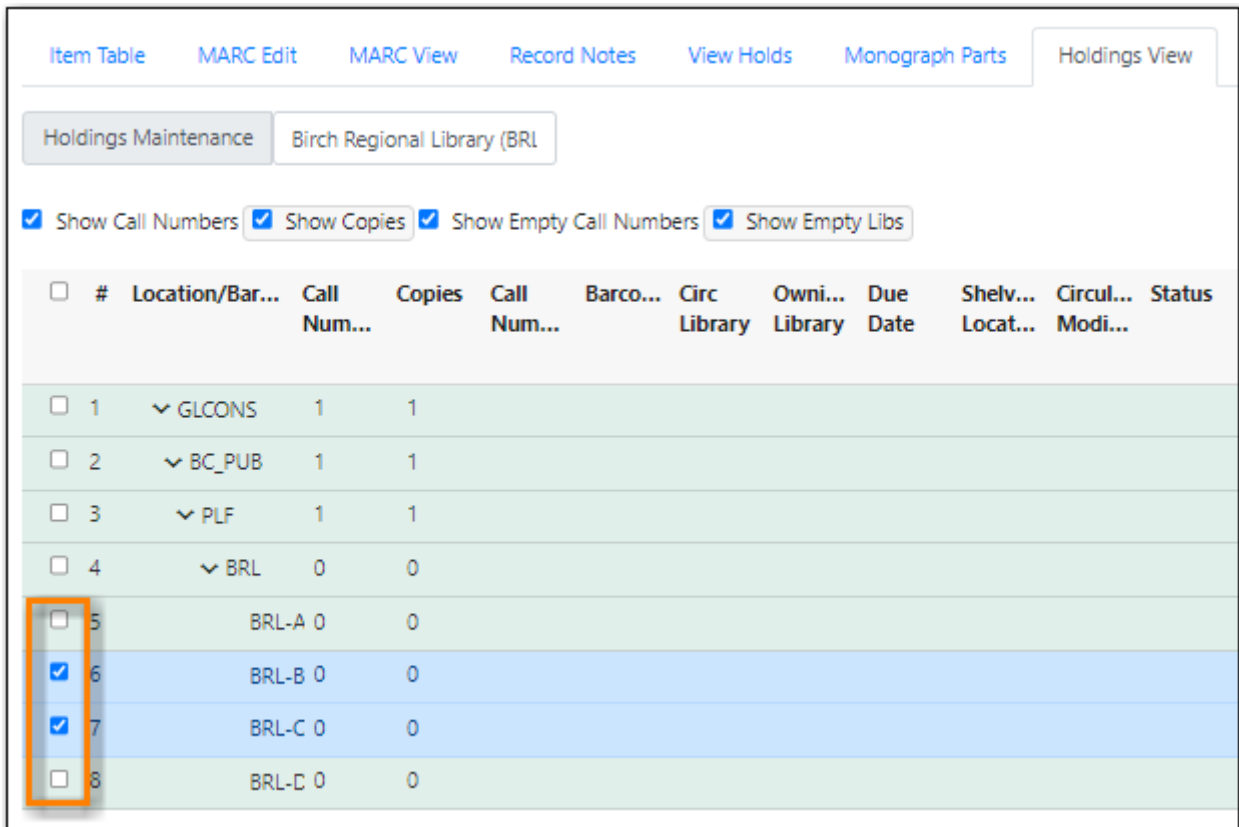 Item Table MARC Edit MARC View Record Notes View Holds Monograph Parts Holdings View
Holdings Maintenance Birch Regional Library (BRL
Show Call Numbers Show Copies Show Empty Call Numbers Show Empty Libs
# Location/Bar... Call Num... Copies Call Num... Barco... Circ Library Owni... Library Due Date Shelv... Locat... Circul... Modi... Status
1 GLCONS 1 1
2 BC_PUB 1 1
3 PLF 1 1
4 BRL 0 0
5 BRL-A 0 0
6 BRL-B 0 0
7 BRL-C 0 0
8 BRL-D 0 0